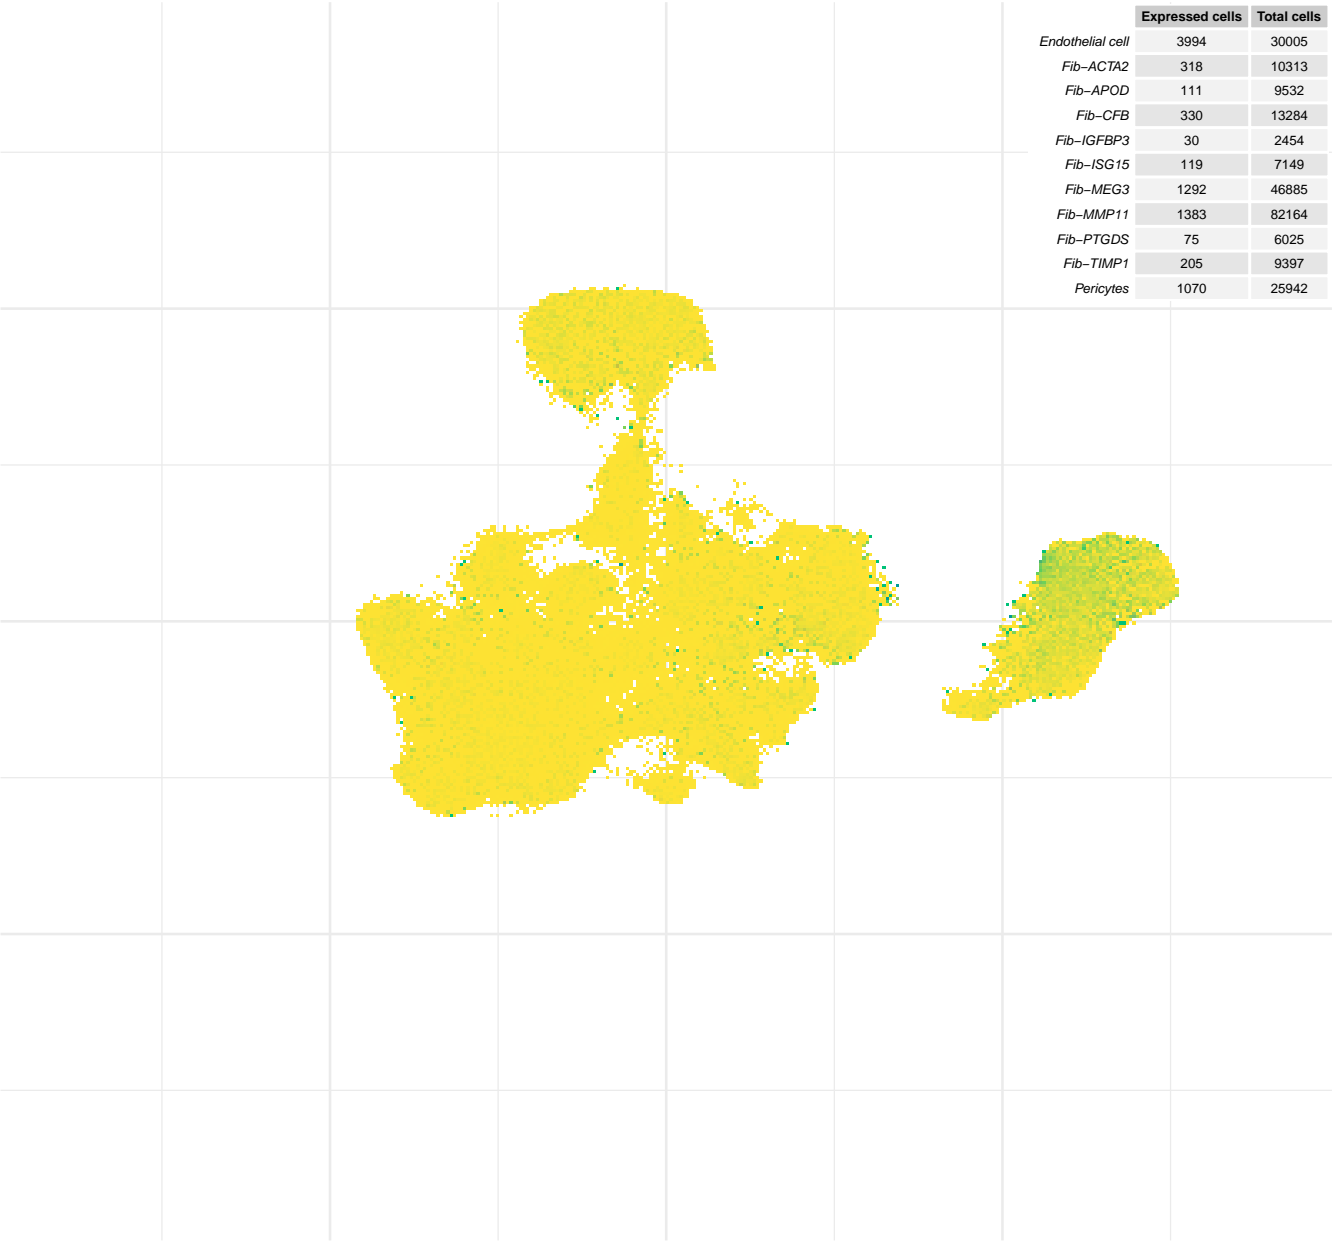 Expressed cells Total cells
Endothelial cell 3994 30005
Fib−ACTA2 318 10313
Fib−APOD 111 9532
Fib−CFB 330 13284
Fib−IGFBP3 30 2454
Fib−ISG15 119 7149
Fib−MEG3 1292 46885
Fib−MMP11 1383 82164
Fib−PTGDS 75 6025
Fib−TIMP1 205 9397
Pericytes 1070 25942